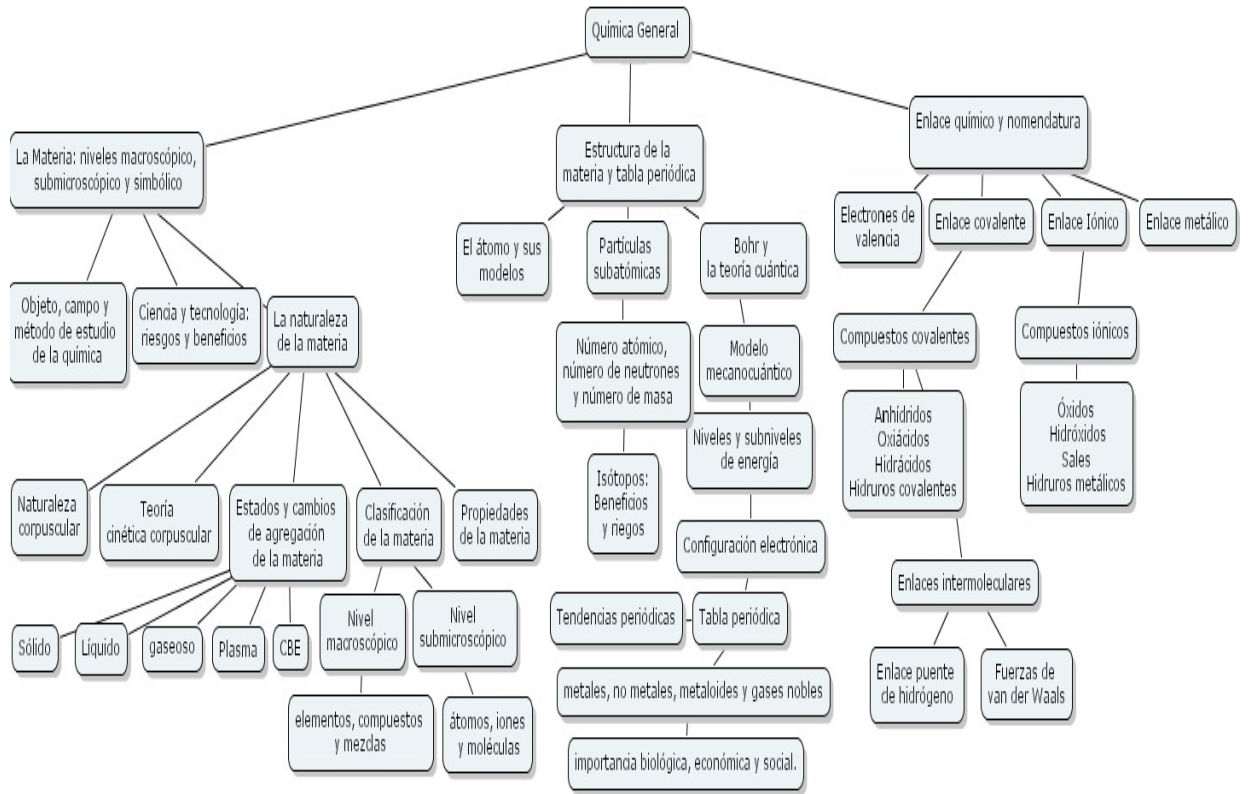 Química General
La Materia: niveles macroscópico,
submicroscópico y simbólico
Objeto, campo y
método de estudio
de la química
Ciencia y tecnología:
riesgos y beneficios
La naturaleza
de la materia
Naturaleza
corpuscular
Teoría
cinética corpuscular
Estados y cambios
de agregación
de la materia
Clasificación
de la materia
Propiedades
de la materia
Sólido
Líquido
gaseoso
Plasma
CBE
Nivel
macroscópico
Nivel
submicroscópico
elementos, compuestos
y mezclas
átomos, iones
y moléculas
Estructura de la
materia y tabla periódica
El átomo y sus
modelos
Partículas
subatómicas
Bohr y
la teoría cuántica
Número atómico,
número de neutrones
y número de masa
Modelo
mecanocuántico
Isótopos:
Beneficios
y riegos
Niveles y subniveles
de energía
Configuración electrónica
Tendencias periódicas
Tabla periódica
metales, no metales, metaloides y gases nobles
importancia biológica, económica y social.
Enlace químico y nomenclatura
Electrones de
valencia
Enlace covalente
Enlace Iónico
Enlace metálico
Compuestos covalentes
Compuestos iónicos
Anhídridos
Oxiácidos
Hidrácidos
Hidruros covalentes
Óxidos
Hidróxidos
Sales
Hidruros metálicos
Enlaces intermoleculares
Enlace puente
de hidrógeno
Fuerzas de
van der Waals